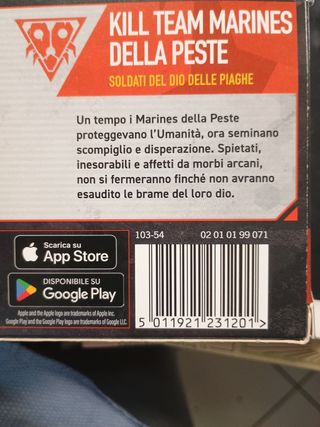 KILL TEAM MARINES
DELLA PESTE
SOLDATI DEL DIO DELLE PIAGHE
Un tempo i Marines della Peste
proteggevano l'Umanità, ora seminano
scompiglio e disperazione. Spietati,
inesorabili e affetti da morbi arcani,
non si fermeranno finché non avranno
esaudito le brame del loro dio.
Scarica su
App Store
DISPONIBILE SU
Google Play
Apple and the Apple logo are trademarks of Apple Inc.
Google Play and the Google Play logo are trademarks of Google LLC.
103-54 02 01 01 99 071
5 011921 231201 >